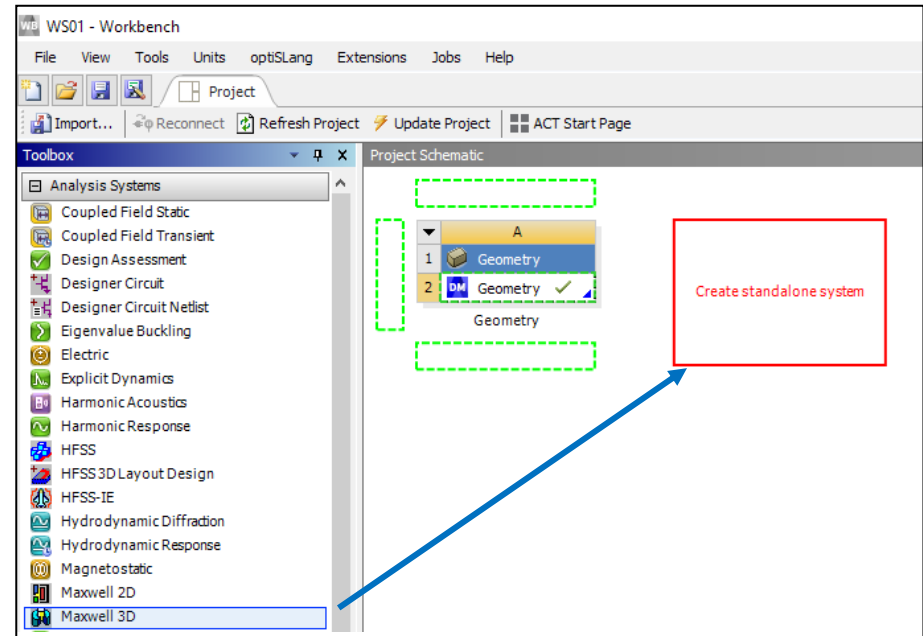 WB WS01 - Workbench
File View Tools Units optiSLang Extensions Jobs Help
Project
Import... Reconnect Refresh Project Update Project ACT Start Page
Toolbox
Project Schematic
Analysis Systems
Coupled Field Static
Coupled Field Transient
Design Assessment
Designer Circuit
Designer Circuit Netlist
Eigenvalue Buckling
Electric
Explicit Dynamics
Harmonic Acoustics
Harmonic Response
HFSS
HFSS 3D Layout Design
HFSS-IE
Hydrodynamic Diffraction
Hydrodynamic Response
Magnetostatic
Maxwell 2D
Maxwell 3D
A
1 Geometry
2 DM Geometry
Geometry
Create standalone system